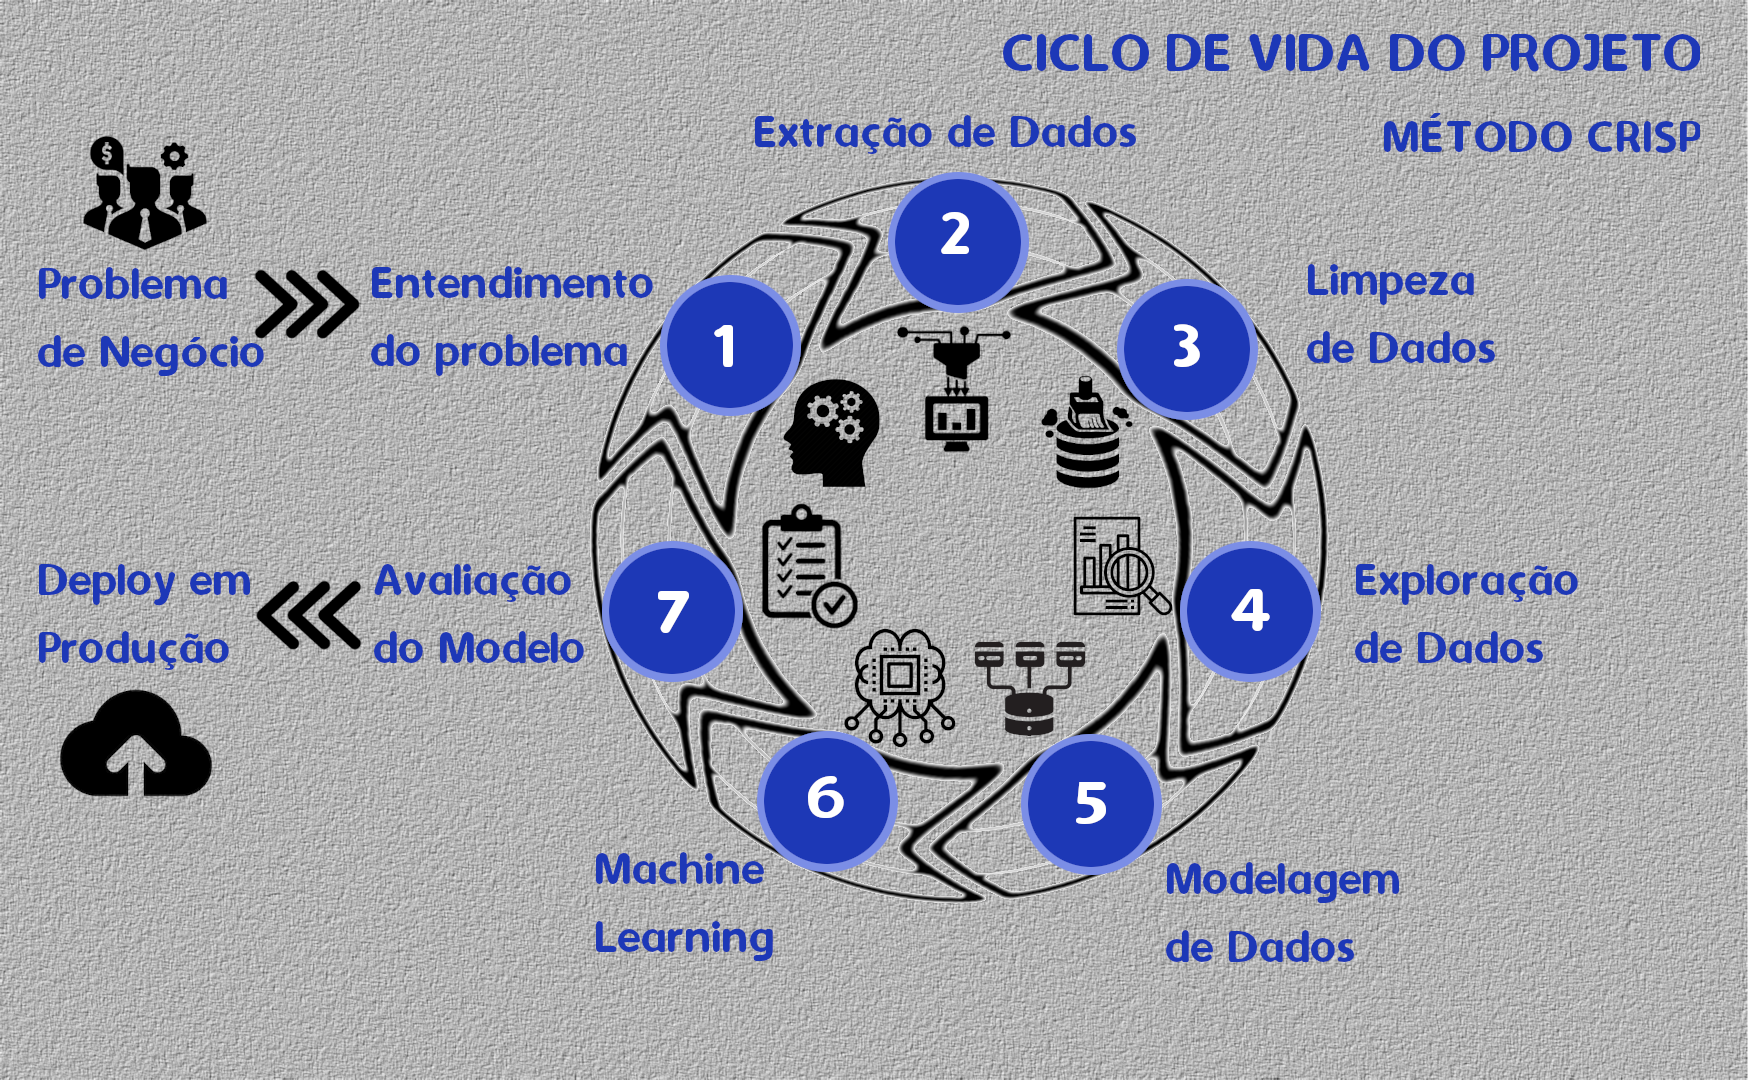 CICLO DE VIDA DO PROJETO
MÉTODO CRISP
$
Problema
de Negócio
Entendimento
do problema
1
Extração de Dados
2
3
Limpeza
de Dados
4
Exploração
de Dados
5
Modelagem
de Dados
6
Machine
Learning
7
Avaliação
do Modelo
Deploy em
Produção